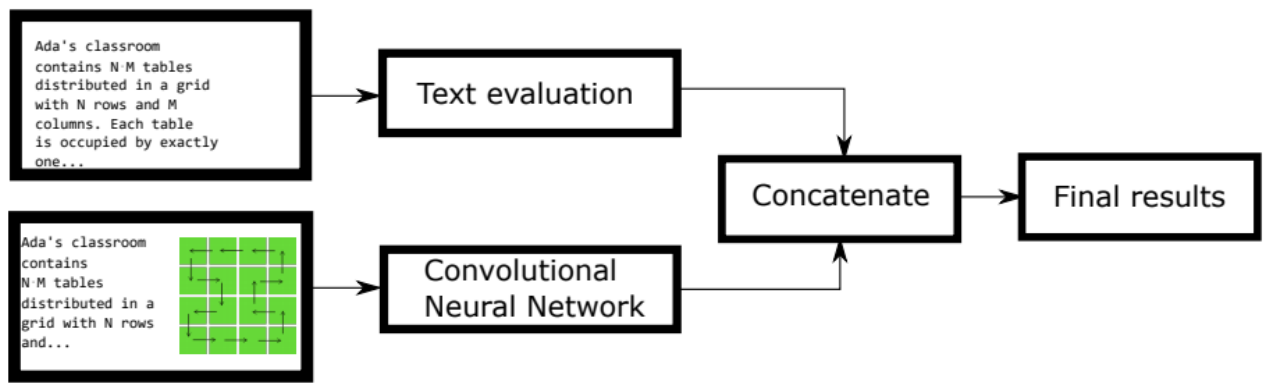 Ada's classroom
contains N·M tables
distributed in a grid
with N rows and M
columns. Each table
is occupied by exactly
one...
Text evaluation
Ada's classroom
contains
N·M tables
distributed in a
grid with N rows
and...
Convolutional
Neural Network
Concatenate
Final results